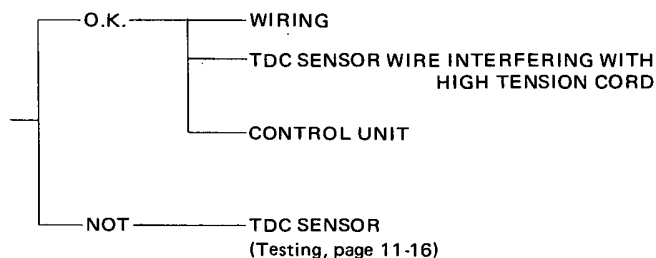 O.K.
WIRING
TDC SENSOR WIRE INTERFERING WITH
HIGH TENSION CORD
CONTROL UNIT
NOT
TDC SENSOR
(Testing, page 11-16)